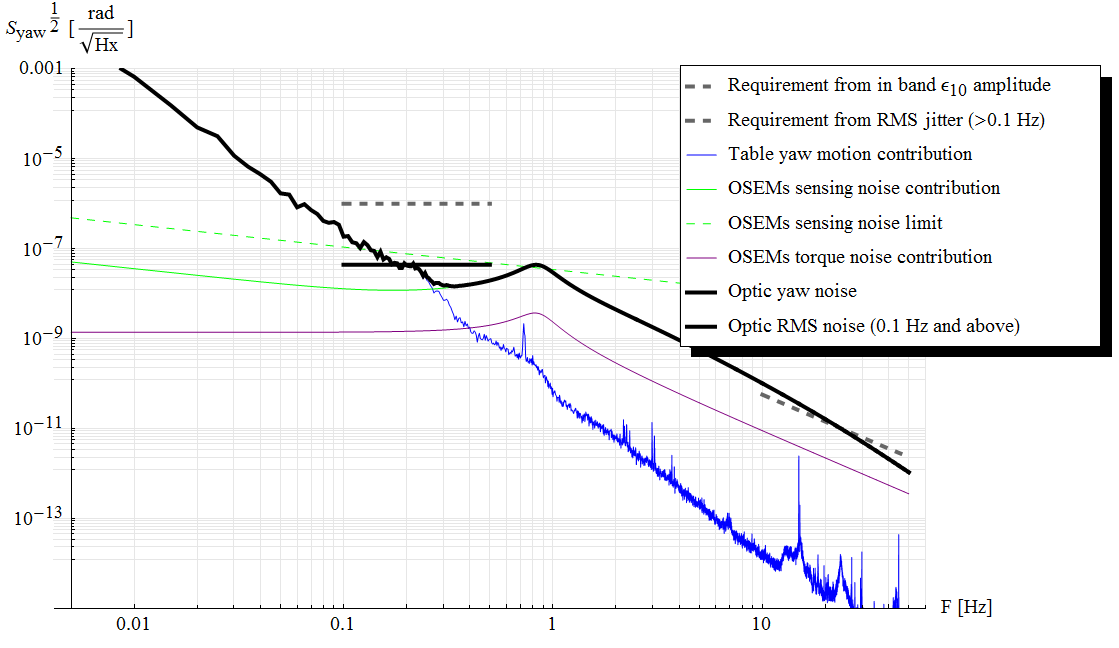 S_yaw^{1/2} [ rad/√Hx ]
0.001
10^-5
10^-7
10^-9
10^-11
10^-13
0.01 0.1 1 10
F [Hz]
Requirement from in band ϵ_10 amplitude
Requirement from RMS jitter (>0.1 Hz)
Table yaw motion contribution
OSEMs sensing noise contribution
OSEMs sensing noise limit
OSEMs torque noise contribution
Optic yaw noise
Optic RMS noise (0.1 Hz and above)